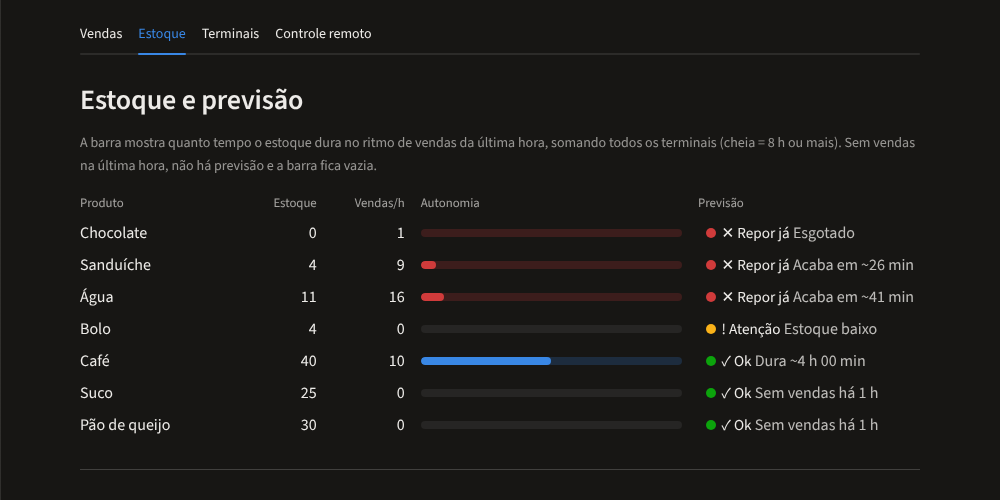 Vendas Estoque Terminais Controle remoto
Estoque e previsão
A barra mostra quanto tempo o estoque dura no ritmo de vendas da última hora, somando todos os terminais (cheia = 8 h ou mais). Sem vendas
na última hora, não há previsão e a barra fica vazia.
Produto Estoque Vendas/h Autonomia Previsão
Chocolate 0 1 ✕ Repor já Esgotado
Sanduíche 4 9 ✕ Repor já Acaba em ~26 min
Água 11 16 ✕ Repor já Acaba em ~41 min
Bolo 4 0 ! Atenção Estoque baixo
Café 40 10 ✓ Ok Dura ~4 h 00 min
Suco 25 0 ✓ Ok Sem vendas há 1 h
Pão de queijo 30 0 ✓ Ok Sem vendas há 1 h